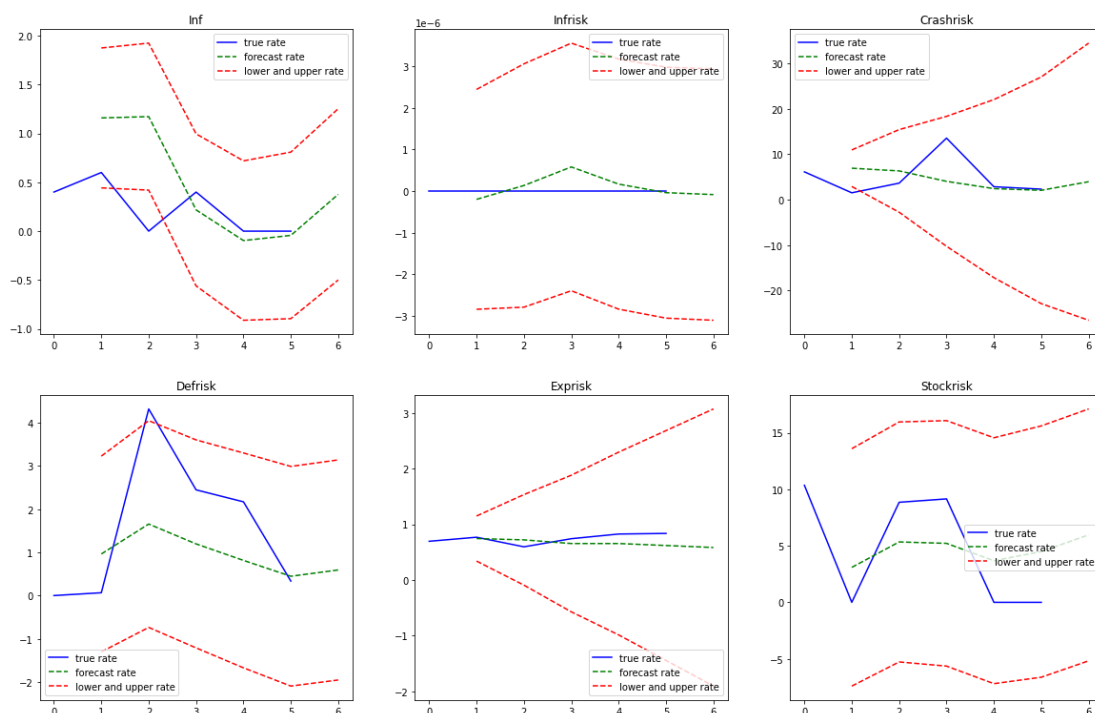 Inf
2.0
1.5
1.0
0.5
0.0
−0.5
−1.0
true rate
forecast rate
lower and upper rate
0 1 2 3 4 5 6
Infrisk
1e−6
3
2
1
0
−1
−2
−3
true rate
forecast rate
lower and upper rate
0 1 2 3 4 5 6
Crashrisk
30
20
10
0
−10
−20
true rate
forecast rate
lower and upper rate
0 1 2 3 4 5 6
Defrisk
4
3
2
1
0
−1
−2
true rate
forecast rate
lower and upper rate
0 1 2 3 4 5 6
Exprisk
3
2
1
0
−1
−2
true rate
forecast rate
lower and upper rate
0 1 2 3 4 5 6
Stockrisk
15
10
5
0
−5
true rate
forecast rate
lower and upper rate
0 1 2 3 4 5 6